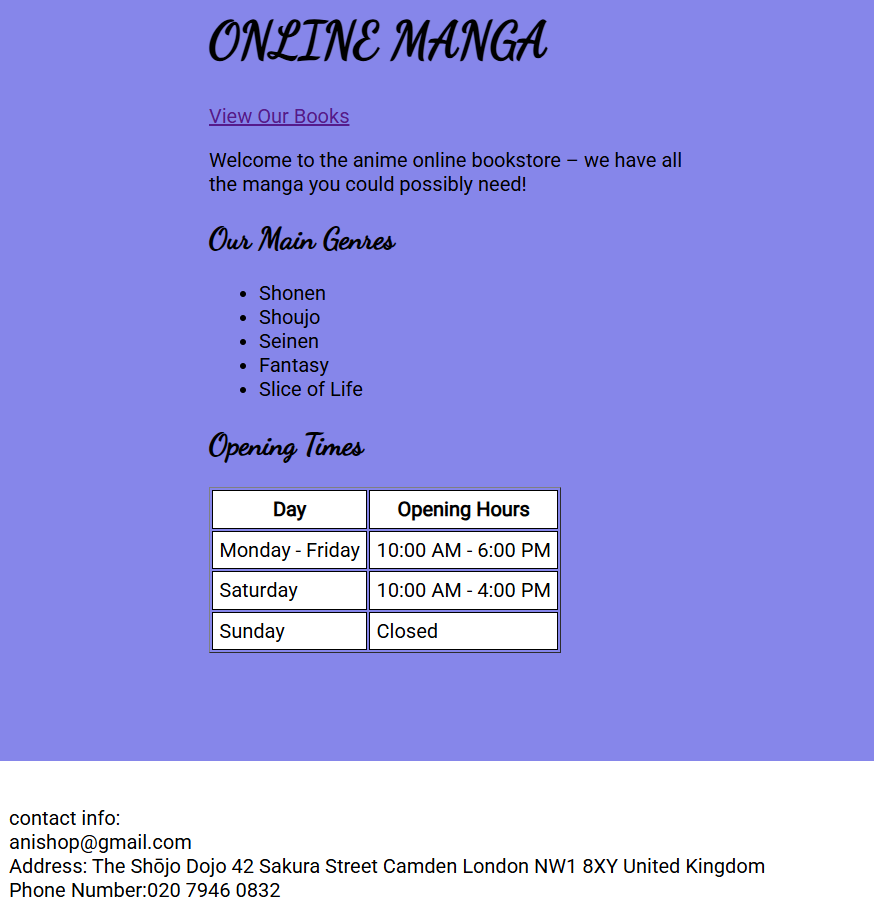 ONLINE MANGA
View Our Books
Welcome to the anime online bookstore – we have all
the manga you could possibly need!
Our Main Genres
• Shonen
• Shoujo
• Seinen
• Fantasy
• Slice of Life
Opening Times
Day Opening Hours
Monday - Friday 10:00 AM - 6:00 PM
Saturday 10:00 AM - 4:00 PM
Sunday Closed
contact info:
anishop@gmail.com
Address: The Shōjo Dojo 42 Sakura Street Camden London NW1 8XY United Kingdom
Phone Number:020 7946 0832